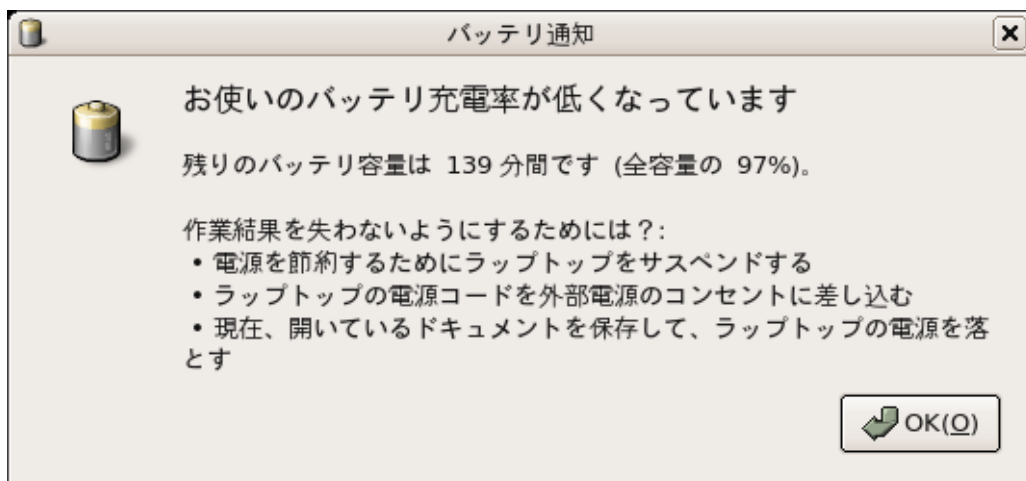 バッテリ通知
お使いのバッテリ充電率が低くなっています
残りのバッテリ容量は 139 分間です (全容量の 97%)。
作業結果を失わないようにするためには？:
• 電源を節約するためにラップトップをサスペンドする
• ラップトップの電源コードを外部電源のコンセントに差し込む
• 現在、開いているドキュメントを保存して、ラップトップの電源を落
とす
OK(O)